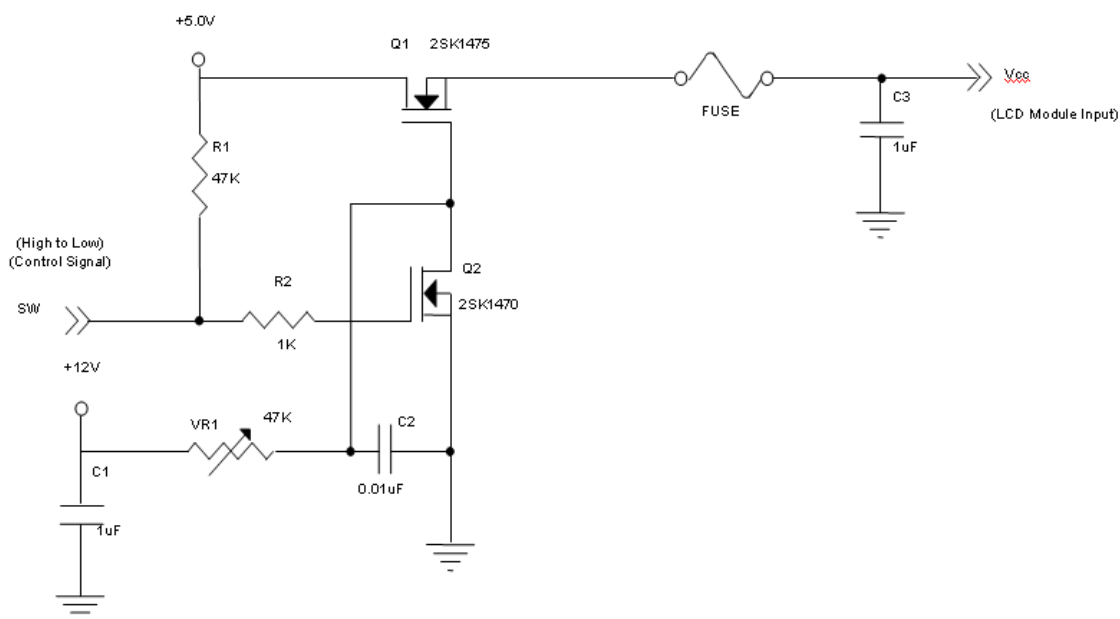 +5.0V
Q1 2SK1475
FUSE
Vcc
C3
(LCD Module Input)
1uF
R1
47K
(High to Low)
(Control Signal)
SW
R2
1K
Q2
2SK1470
+12V
VR1
47K
C2
0.01uF
C1
1uF